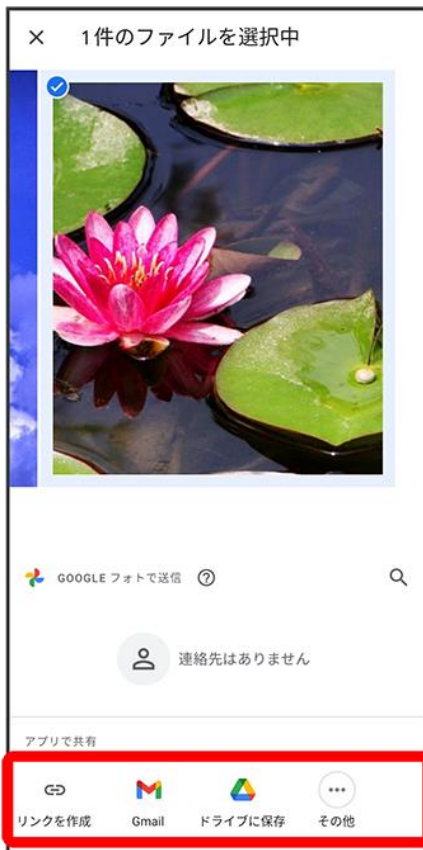 1件のファイルを選択中
GOOGLE フォトで送信
連絡先はありません
アプリで共有
リンクを作成 Gmail ドライブに保存 その他